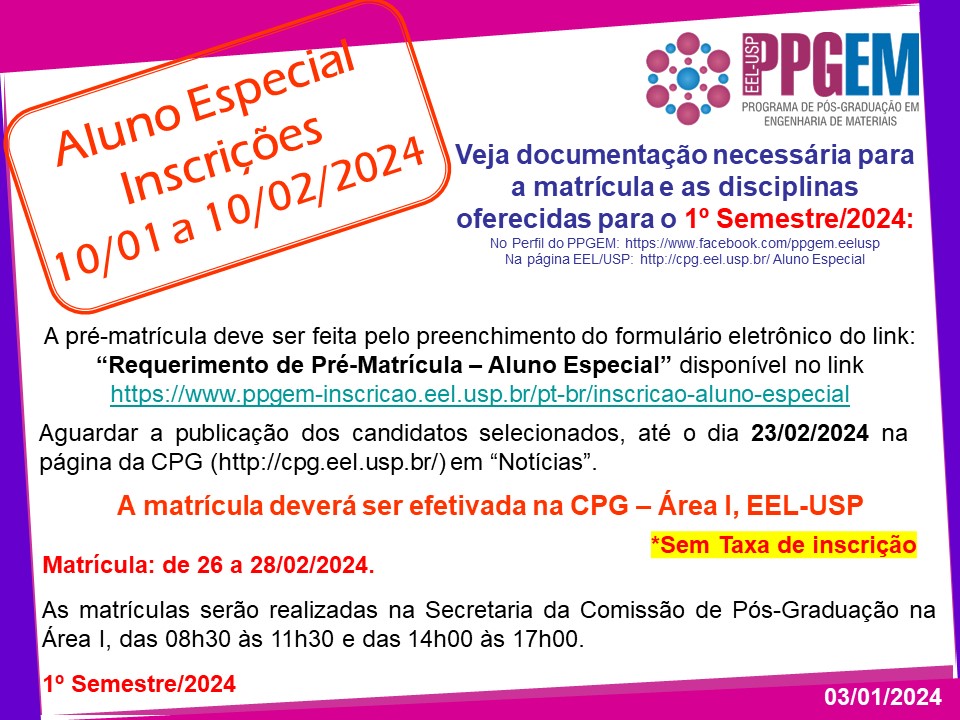 Aluno Especial
Inscrições
10/01 a 10/02/2024
EEL-USP
PPGEM
PROGRAMA DE PÓS-GRADUAÇÃO EM
ENGENHARIA DE MATERIAIS
Veja documentação necessária para
a matrícula e as disciplinas
oferecidas para o 1º Semestre/2024:
No Perfil do PPGEM: https://www.facebook.com/ppgem.eelusp
Na página EEL/USP: http://cpg.eel.usp.br/ Aluno Especial
A pré-matrícula deve ser feita pelo preenchimento do formulário eletrônico do link:
“Requerimento de Pré-Matrícula – Aluno Especial” disponível no link
https://www.ppgem-inscricao.eel.usp.br/pt-br/inscricao-aluno-especial
Aguardar a publicação dos candidatos selecionados, até o dia 23/02/2024 na
página da CPG (http://cpg.eel.usp.br/) em “Notícias”.
A matrícula deverá ser efetivada na CPG – Área I, EEL-USP
*Sem Taxa de inscrição
Matrícula: de 26 a 28/02/2024.
As matrículas serão realizadas na Secretaria da Comissão de Pós-Graduação na
Área I, das 08h30 às 11h30 e das 14h00 às 17h00.
1º Semestre/2024
03/01/2024